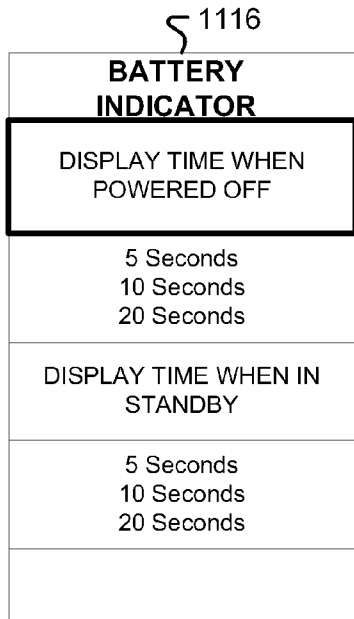 1116
BATTERY
INDICATOR
DISPLAY TIME WHEN
POWERED OFF
5 Seconds
10 Seconds
20 Seconds
DISPLAY TIME WHEN IN
STANDBY
5 Seconds
10 Seconds
20 Seconds